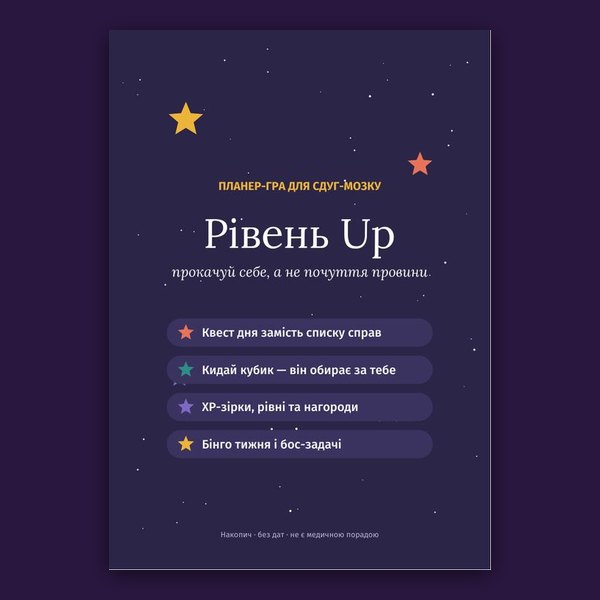 ПЛАНЕР-ГРА ДЛЯ СДУГ-МОЗКУ
Рівень Up
прокачуй себе, а не почуття провини
Квест дня замість списку справ
Кидай кубик — він обирає за тебе
XP-зірки, рівні та нагороди
Бінго тижня і бос-задачі
Накопич · без дат · не є медичною порадою